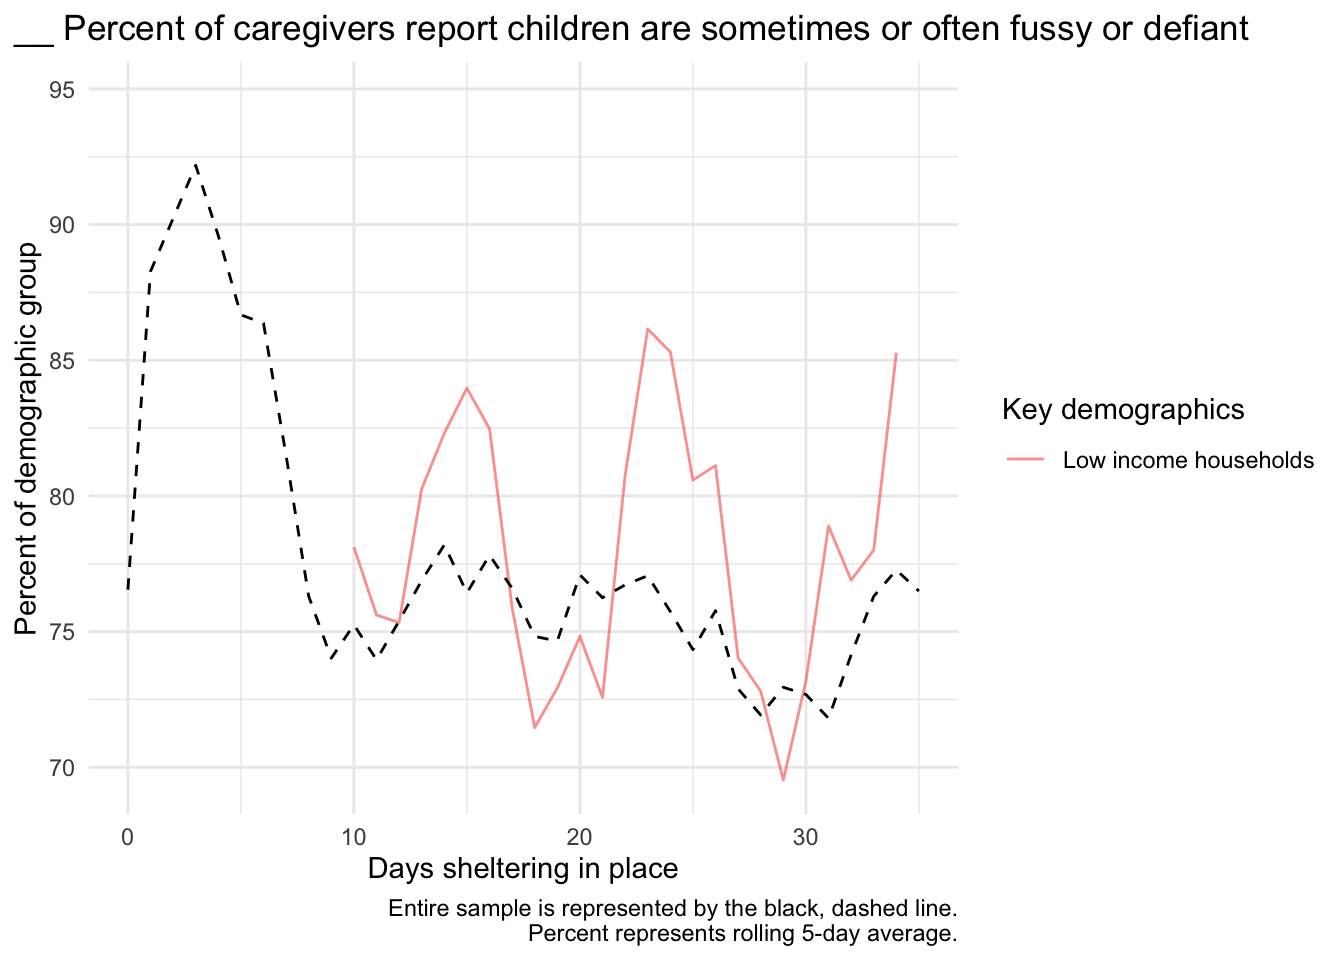 __ Percent of caregivers report children are sometimes or often fussy or defiant
95
90
85
80
75
70
Percent of demographic group
0 10 20 30
Days sheltering in place
Key demographics
Low income households
Entire sample is represented by the black, dashed line.
Percent represents rolling 5-day average.